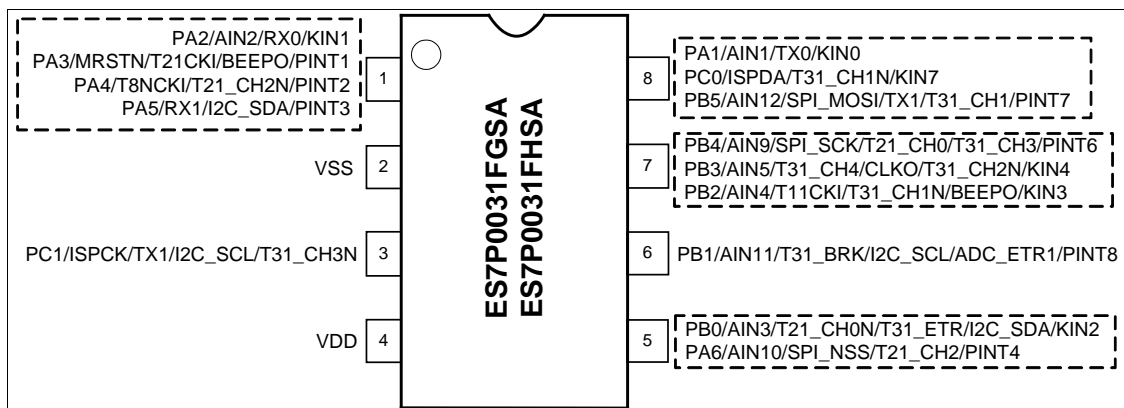 PA2/AIN2/RX0/KIN1
PA3/MRSTN/T21CKI/BEEPO/PINT1
PA4/T8NCKI/T21_CH2N/PINT2
PA5/RX1/I2C_SDA/PINT3
1
VSS
2
PC1/ISPCK/TX1/I2C_SCL/T31_CH3N
3
VDD
4
ES7P0031FGSA
ES7P0031FHSA
8
PA1/AIN1/TX0/KIN0
PC0/ISPDA/T31_CH1N/KIN7
PB5/AIN12/SPI_MOSI/TX1/T31_CH1/PINT7
7
PB4/AIN9/SPI_SCK/T21_CH0/T31_CH3/PINT6
PB3/AIN5/T31_CH4/CLKO/T31_CH2N/KIN4
PB2/AIN4/T11CKI/T31_CH1N/BEEPO/KIN3
6
PB1/AIN11/T31_BRK/I2C_SCL/ADC_ETR1/PINT8
5
PB0/AIN3/T21_CH0N/T31_ETR/I2C_SDA/KIN2
PA6/AIN10/SPI_NSS/T21_CH2/PINT4